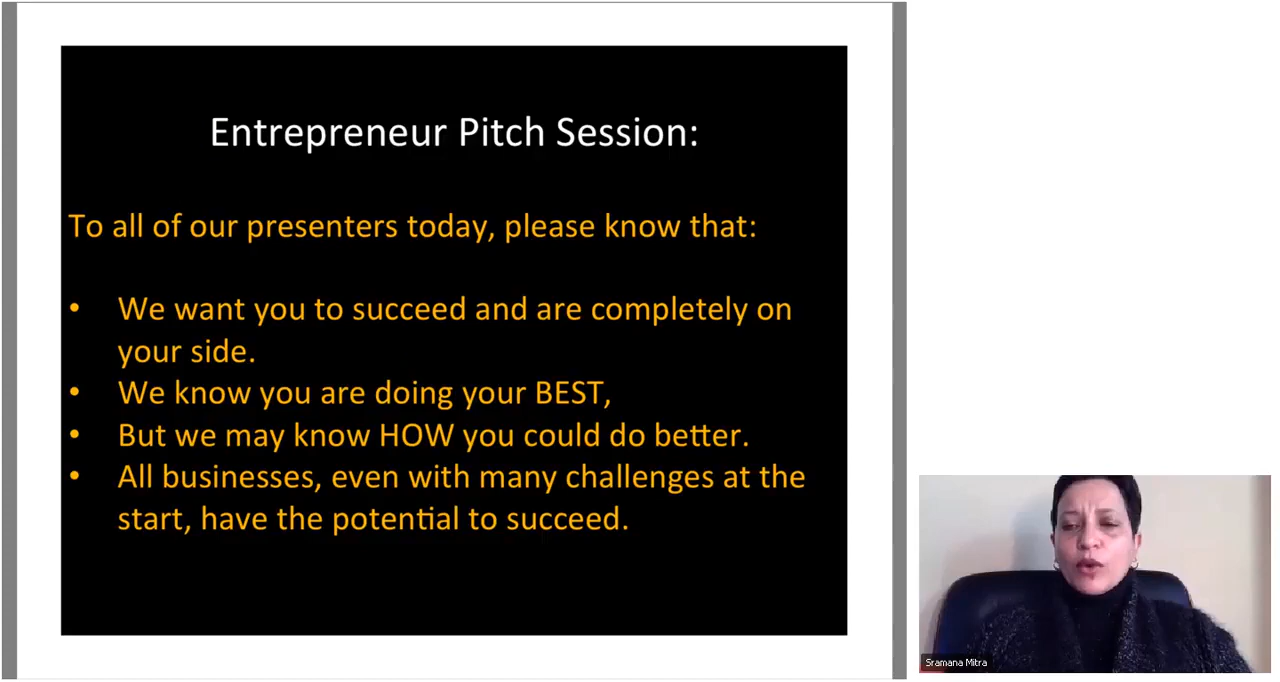 Entrepreneur Pitch Session:
To all of our presenters today, please know that:
• We want you to succeed and are completely on
your side.
• We know you are doing your BEST,
• But we may know HOW you could do better.
• All businesses, even with many challenges at the
start, have the potential to succeed.
Sramana Mitra